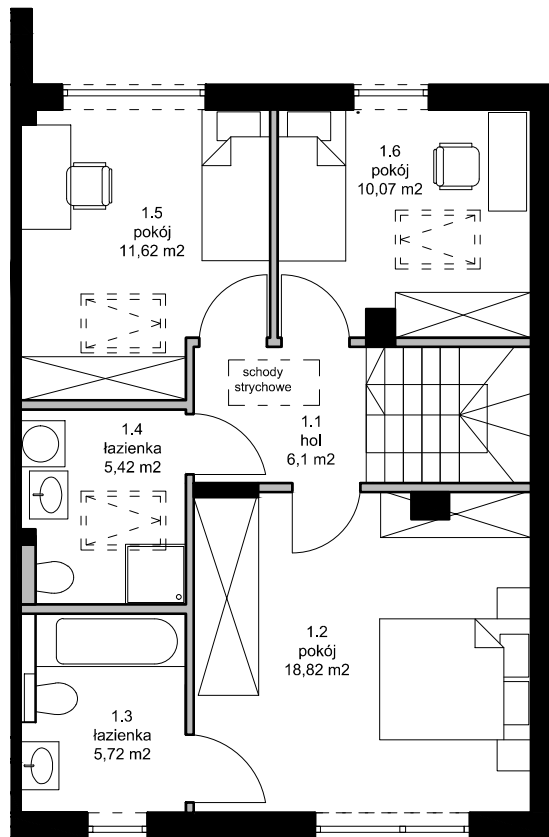 1.6
pokój
10,07 m2
1.5
pokój
11,62 m2
schody
strychowe
1.1
hol
6,1 m2
1.4
łazienka
5,42 m2
1.2
pokój
18,82 m2
1.3
łazienka
5,72 m2